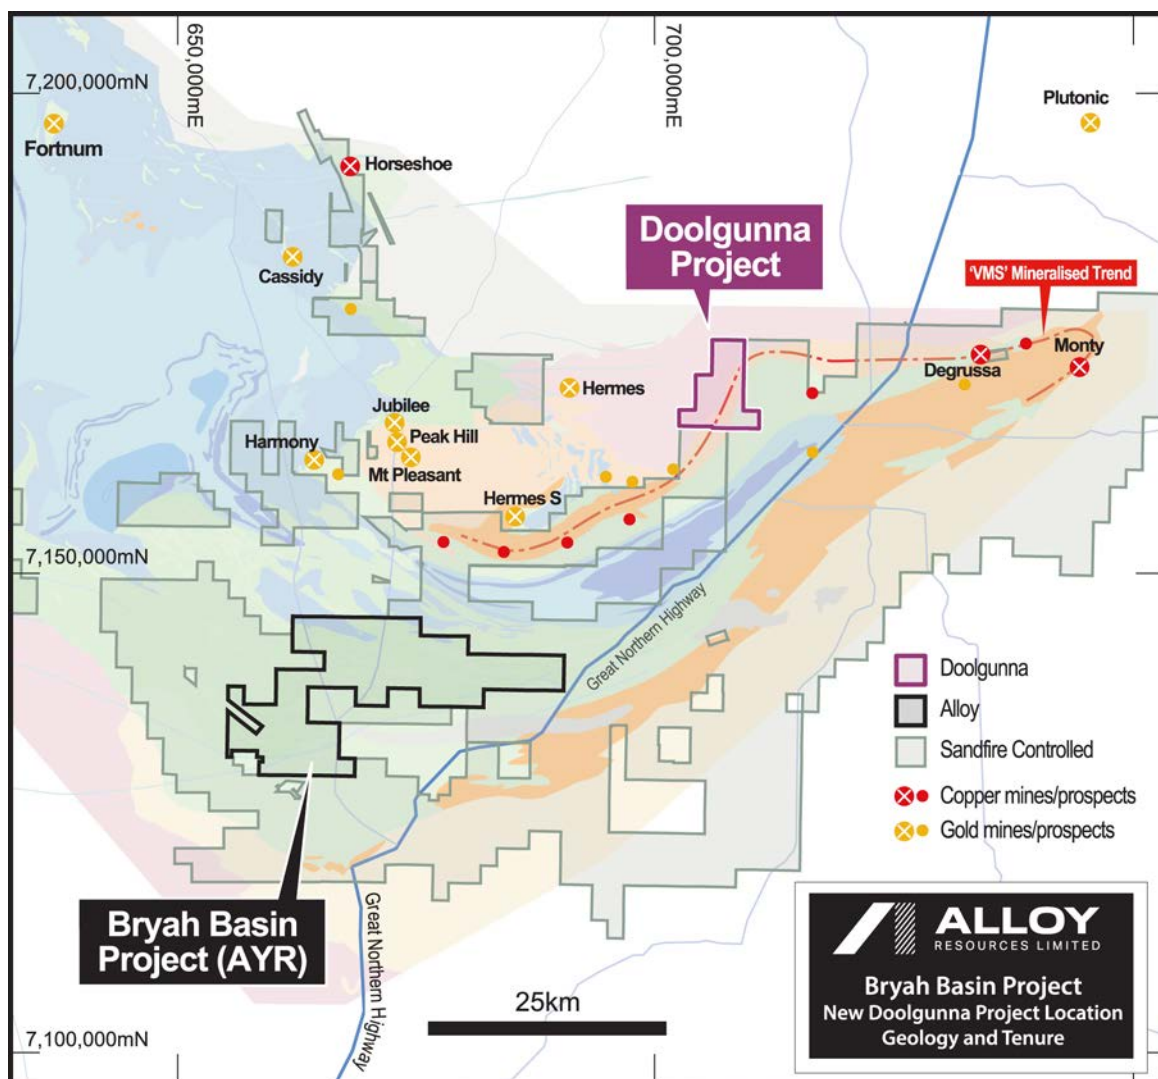 650,000mE
700,000mE
7,200,000mN
Plutonic
Fortnum
Horseshoe
Doolgunna
Project
Cassidy
'VMS' Mineralised Trend
Monty
Degrussa
Hermes
Jubilee
Peak Hill
Harmony
Mt Pleasant
Hermes S
7,150,000mN
Great Northern Highway
Doolgunna
Alloy
Sandfire Controlled
Copper mines/prospects
Gold mines/prospects
Bryah Basin
Project (AYR)
Great Northern Highway
25km
7,100,000mN
ALLOY
RESOURCES LIMITED
Bryah Basin Project
New Doolgunna Project Location
Geology and Tenure